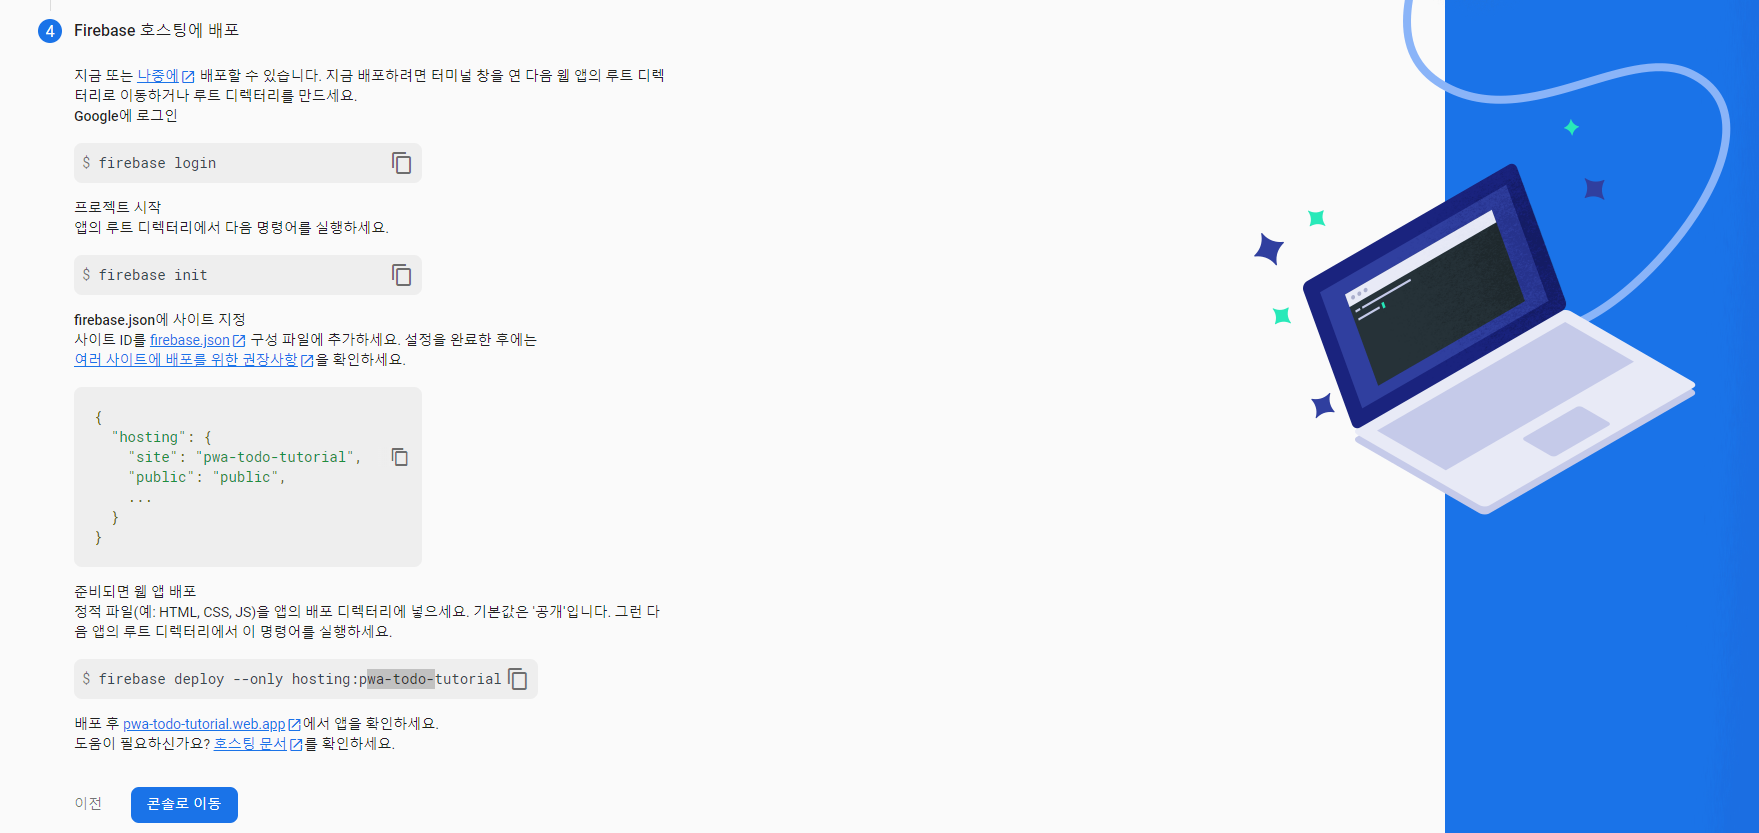 4 Firebase 호스팅에 배포
지금 또는 나중에 배포할 수 있습니다. 지금 배포하려면 터미널 창을 연 다음 웹 앱의 루트 디렉
터리로 이동하거나 루트 디렉터리를 만드세요.
Google에 로그인
$ firebase login
프로젝트 시작
앱의 루트 디렉터리에서 다음 명령어를 실행하세요.
$ firebase init
firebase.json에 사이트 지정
사이트 ID를 firebase.json 구성 파일에 추가하세요. 설정을 완료한 후에는
여러 사이트에 배포를 위한 권장사항을 확인하세요.
{
"hosting": {
"site": "pwa-todo-tutorial",
"public": "public",
...
}
}
준비되면 웹 앱 배포
정적 파일(예: HTML, CSS, JS)을 앱의 배포 디렉터리에 넣으세요. 기본값은 '공개'입니다. 그런 다
음 앱의 루트 디렉터리에서 이 명령어를 실행하세요.
$ firebase deploy --only hosting:pwa-todo-tutorial
배포 후 pwa-todo-tutorial.web.app에서 앱을 확인하세요.
도움이 필요하신가요? 호스팅 문서를 확인하세요.
이전 콘솔로 이동